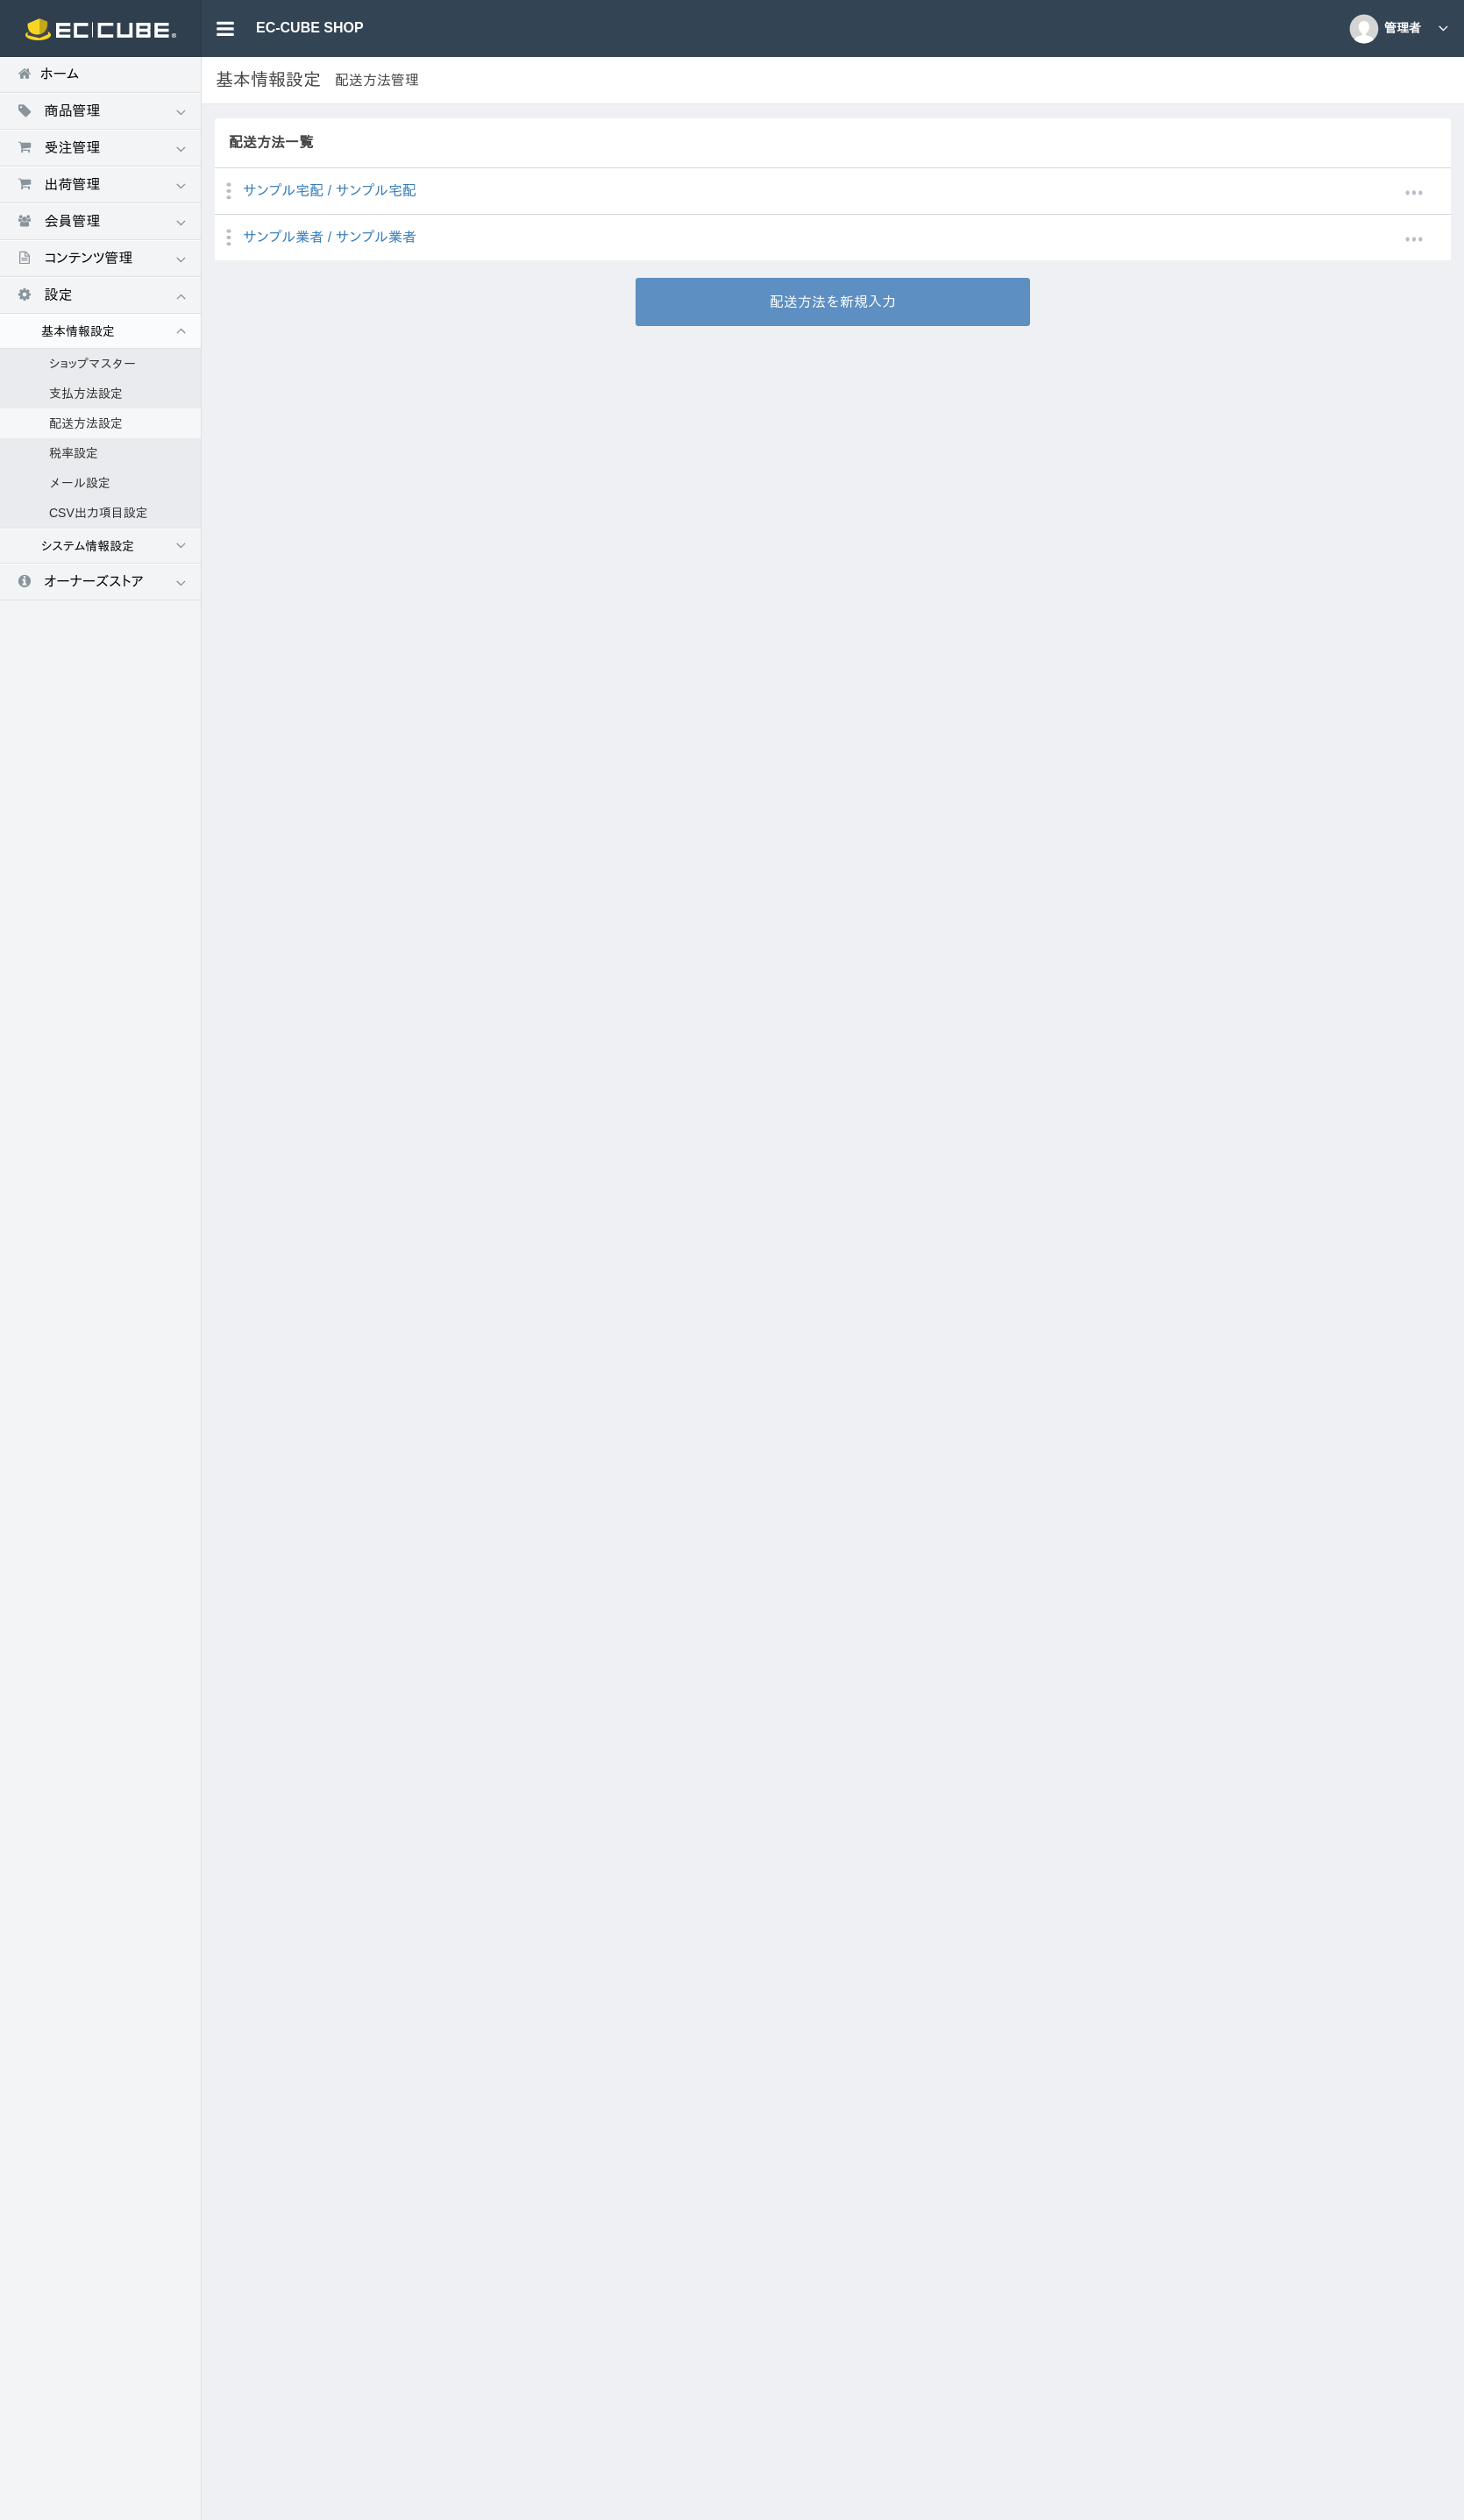 EC CUBE®
EC-CUBE SHOP
管理者
ホーム
商品管理
受注管理
出荷管理
会員管理
コンテンツ管理
設定
基本情報設定
ショップマスター
支払方法設定
配送方法設定
税率設定
メール設定
CSV出力項目設定
システム情報設定
オーナーズストア
基本情報設定 配送方法管理
配送方法一覧
サンプル宅配 / サンプル宅配
サンプル業者 / サンプル業者
配送方法を新規入力